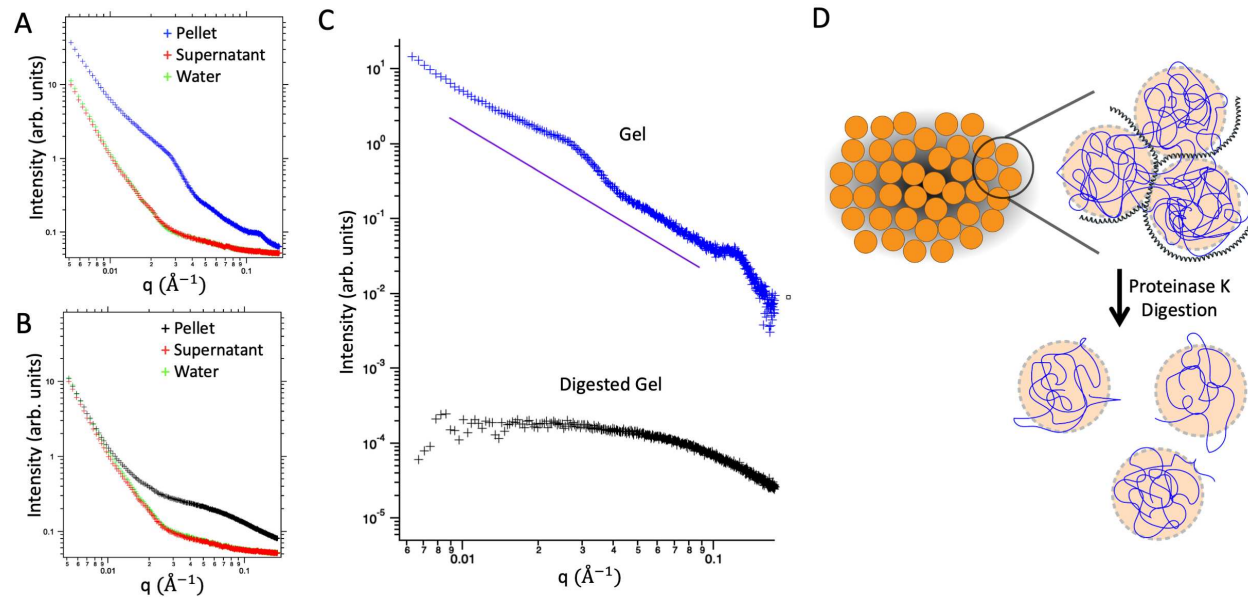 A
Intensity (arb. units)
10
1
0.1
Pellet
Supernatant
Water
5 6 7 8 9 0.01 2 3 4 5 6 7 8 9 0.1
q (Å⁻¹)
B
Intensity (arb. units)
10
1
0.1
Pellet
Supernatant
Water
5 6 7 8 9 0.01 2 3 4 5 6 7 8 9 0.1
q (Å⁻¹)
C
Intensity (arb. units)
10¹
10⁰
10⁻¹
10⁻²
10⁻³
10⁻⁴
10⁻⁵
Gel
Digested Gel
6 7 8 9 0.01 2 3 4 5 6 7 8 9 0.1
q (Å⁻¹)
D
Proteinase K
Digestion